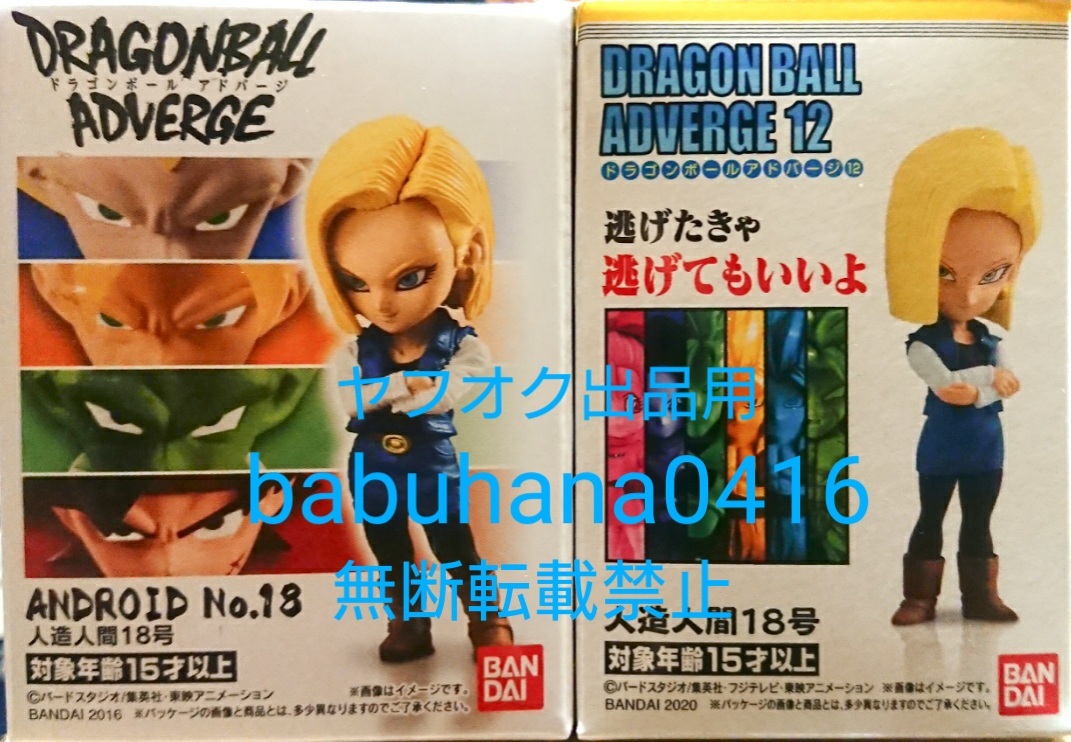 DRAGONBALL
ドラゴンボール アドバージ
ADVERGE
ANDROID No.18
人造人間18号
対象年齢15才以上
©バードスタジオ/集英社・東映アニメーション
※画像はイメージです。
BANDAI 2016 ※パッケージの画像と商品とは、多少異なりますのでご了承ください。
BAN
DAI
DRAGON BALL
ADVERGE 12
ドラゴンボールアドバージ12
逃げたきゃ
逃げてもいいよ
人造人間18号
対象年齢15才以上
©バードスタジオ/集英社・フジテレビ・東映アニメーション ※画像はイメージです。
BANDAI 2020 ※パッケージの画像と商品とは、多少異なりますのでご了承ください。
BAN
DAI
ヤフオク出品用
babuhana0416
無断転載禁止